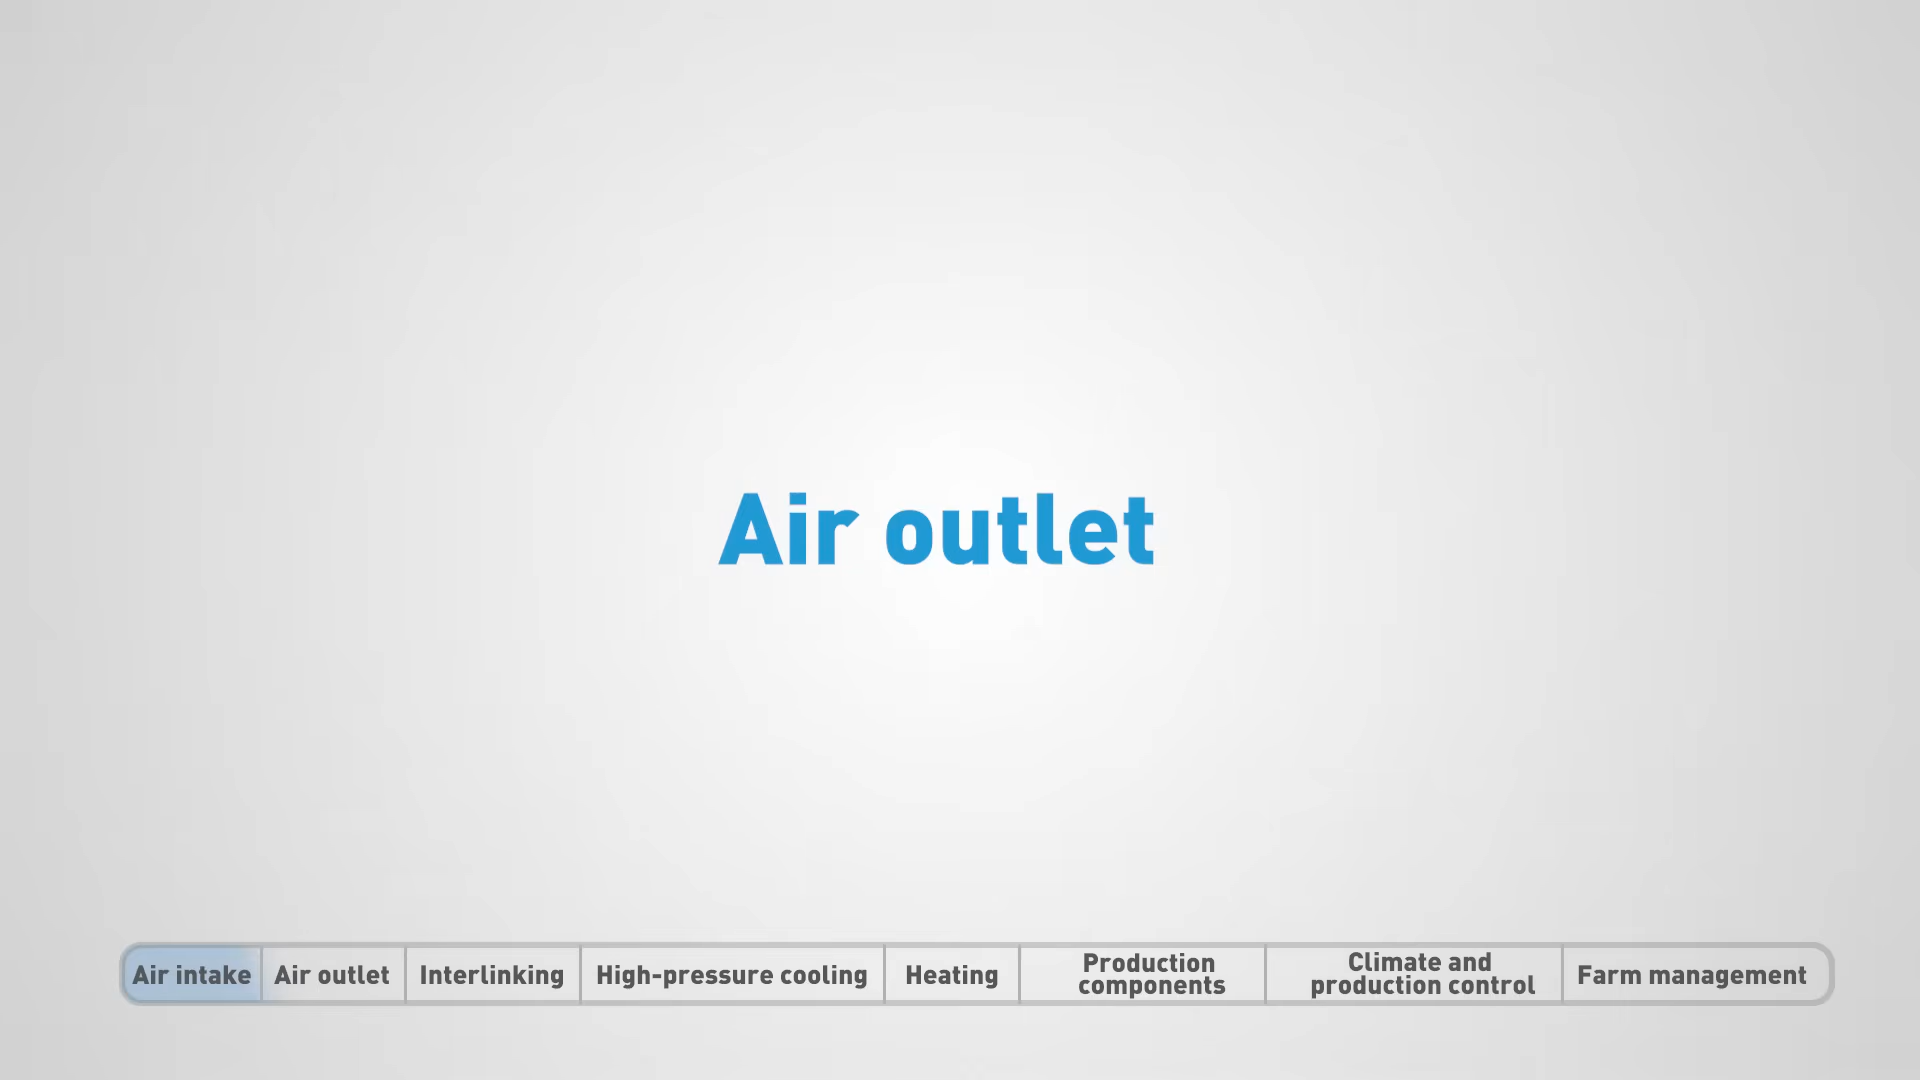 Air outlet
Air intake
Air outlet
Interlinking
High-pressure cooling
Heating
Production
components
Climate and
production control
Farm management